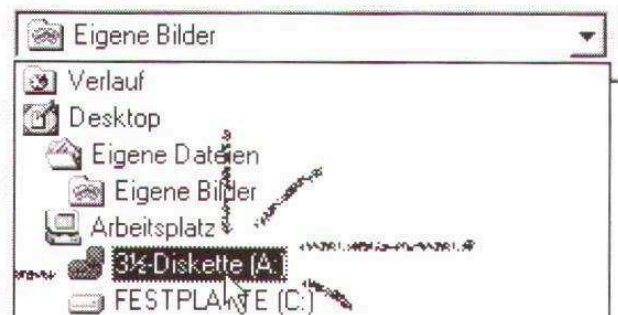 Eigene Bilder
Verlauf
Desktop
Eigene Dateien
Eigene Bilder
Arbeitsplatz
3½-Diskette (A:)
FESTPLATTE (C:)